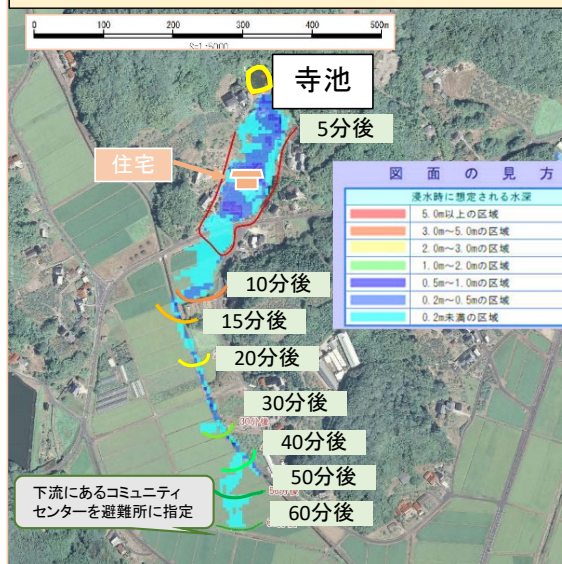 0 100 200 300 400 500m
S=1:5000
寺池
5分後
住宅
図面の見方
浸水時に想定される水深
5.0m以上の区域
3.0m～5.0mの区域
2.0m～3.0mの区域
1.0m～2.0mの区域
0.5m～1.0mの区域
0.2m～0.5mの区域
0.2m未満の区域
10分後
15分後
20分後
30分後
40分後
50分後
60分後
下流にあるコミュニティ
センターを避難所に指定